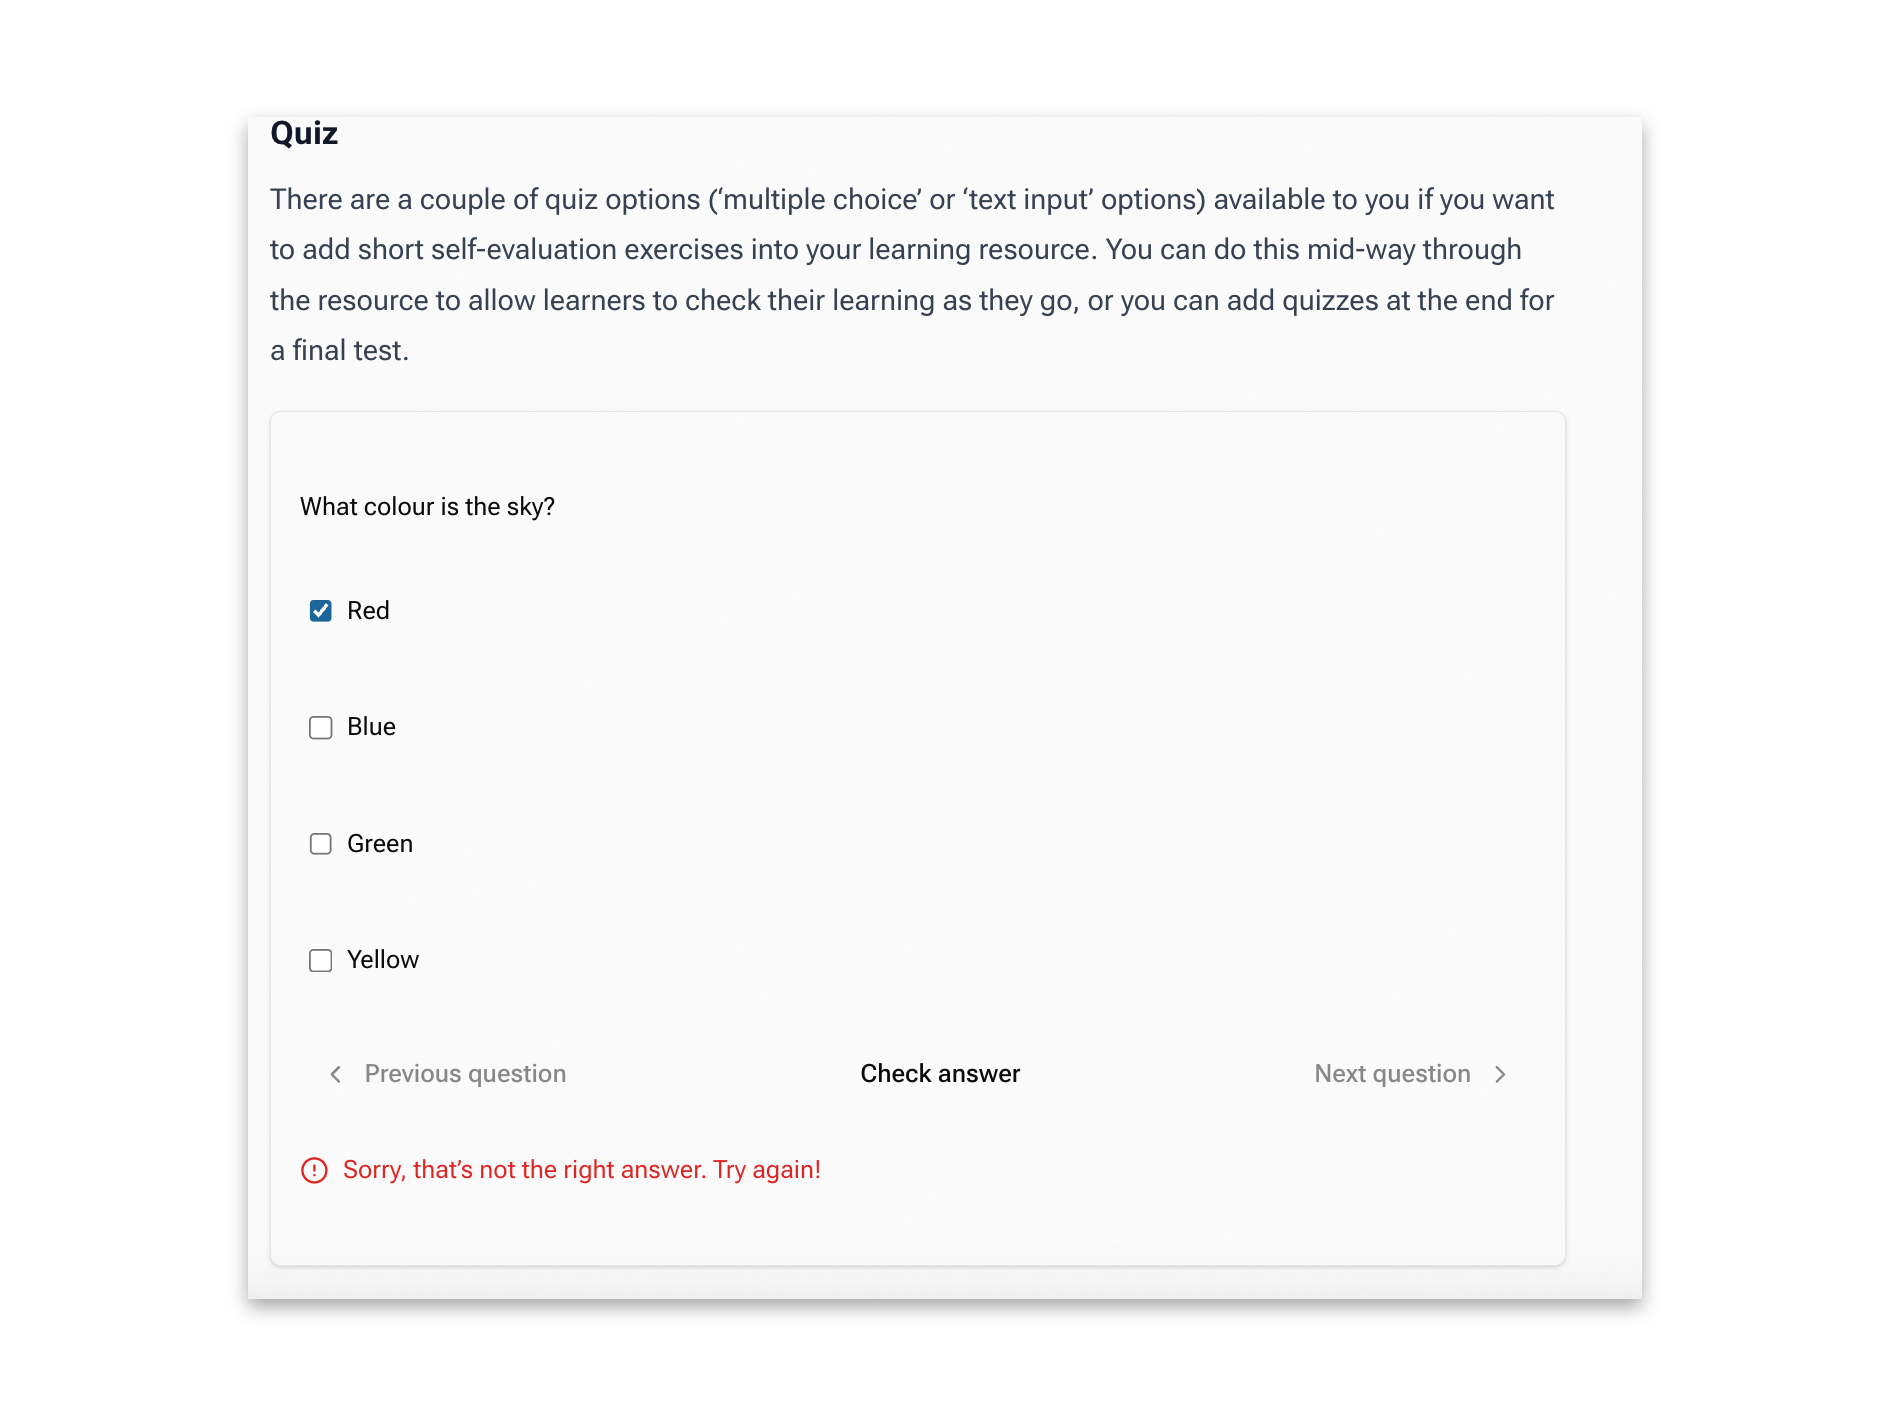 Quiz
There are a couple of quiz options (‘multiple choice’ or ‘text input’ options) available to you if you want
to add short self-evaluation exercises into your learning resource. You can do this mid-way through
the resource to allow learners to check their learning as they go, or you can add quizzes at the end for
a final test.
What colour is the sky?
Red
Blue
Green
Yellow
Previous question Check answer Next question
Sorry, that’s not the right answer. Try again!